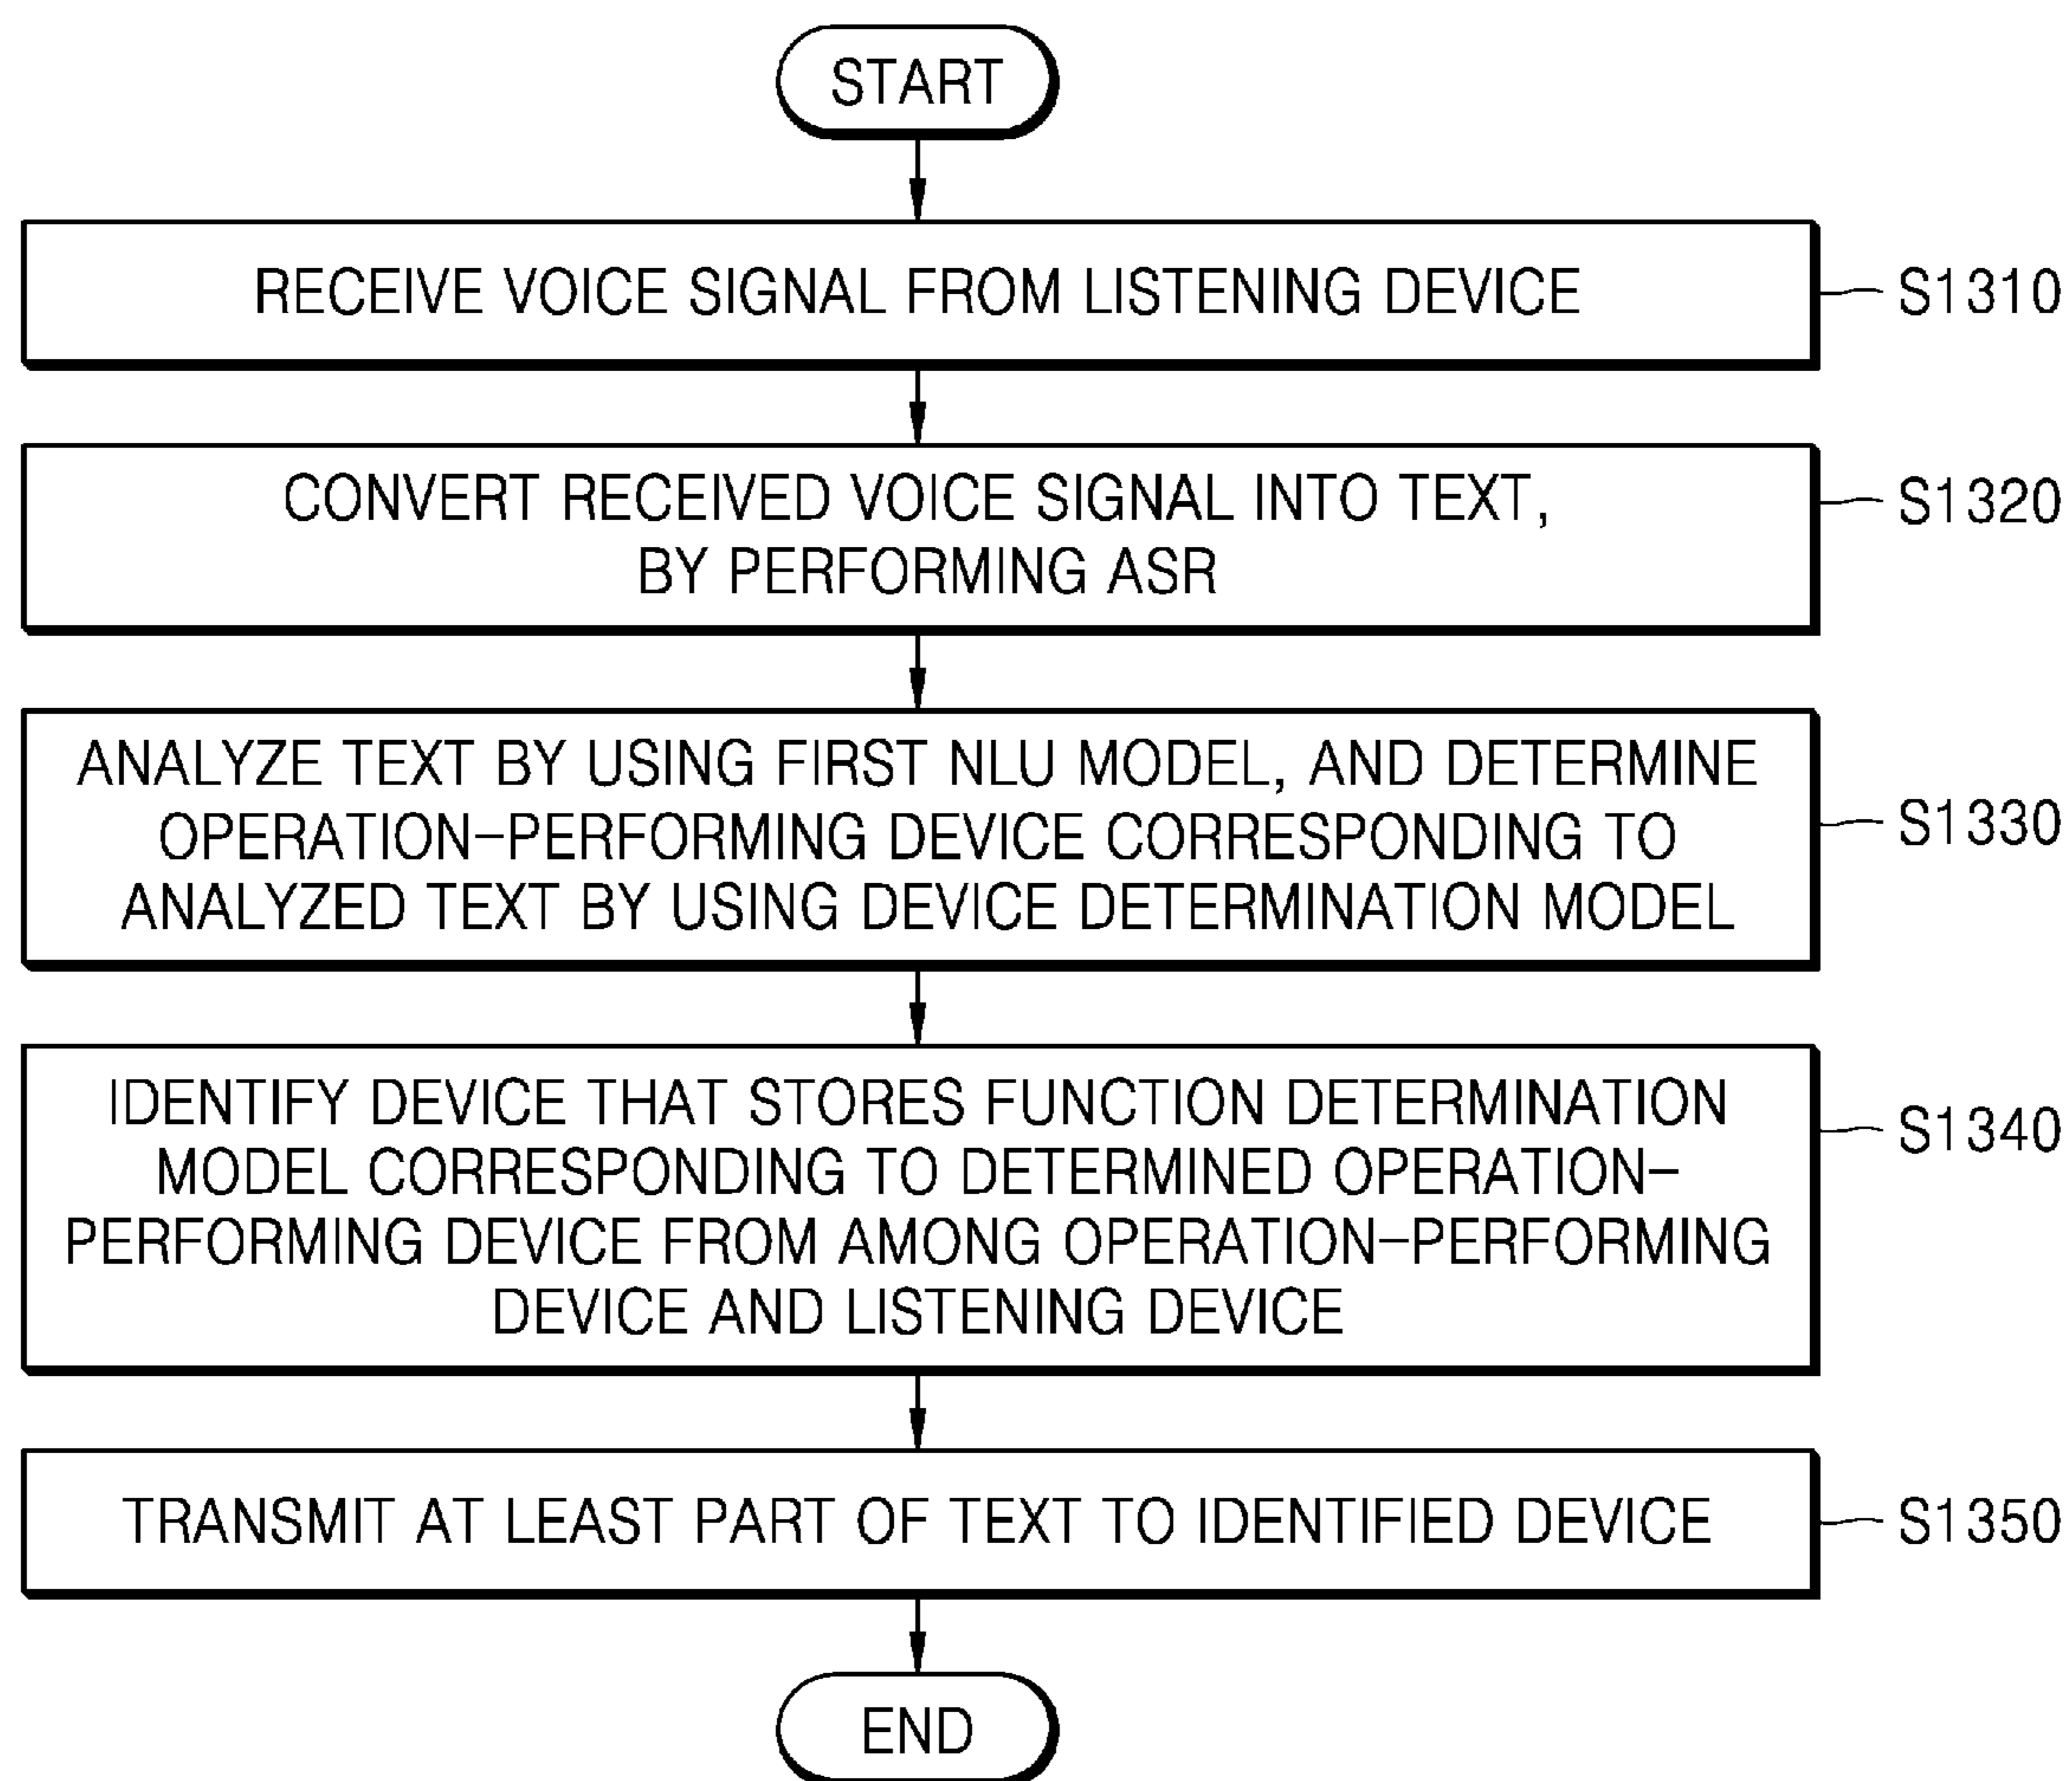 START
RECEIVE VOICE SIGNAL FROM LISTENING DEVICE
S1310
CONVERT RECEIVED VOICE SIGNAL INTO TEXT,
BY PERFORMING ASR
S1320
ANALYZE TEXT BY USING FIRST NLU MODEL, AND DETERMINE
OPERATION-PERFORMING DEVICE CORRESPONDING TO
ANALYZED TEXT BY USING DEVICE DETERMINATION MODEL
S1330
IDENTIFY DEVICE THAT STORES FUNCTION DETERMINATION
MODEL CORRESPONDING TO DETERMINED OPERATION-
PERFORMING DEVICE FROM AMONG OPERATION-PERFORMING
DEVICE AND LISTENING DEVICE
S1340
TRANSMIT AT LEAST PART OF TEXT TO IDENTIFIED DEVICE
S1350
END